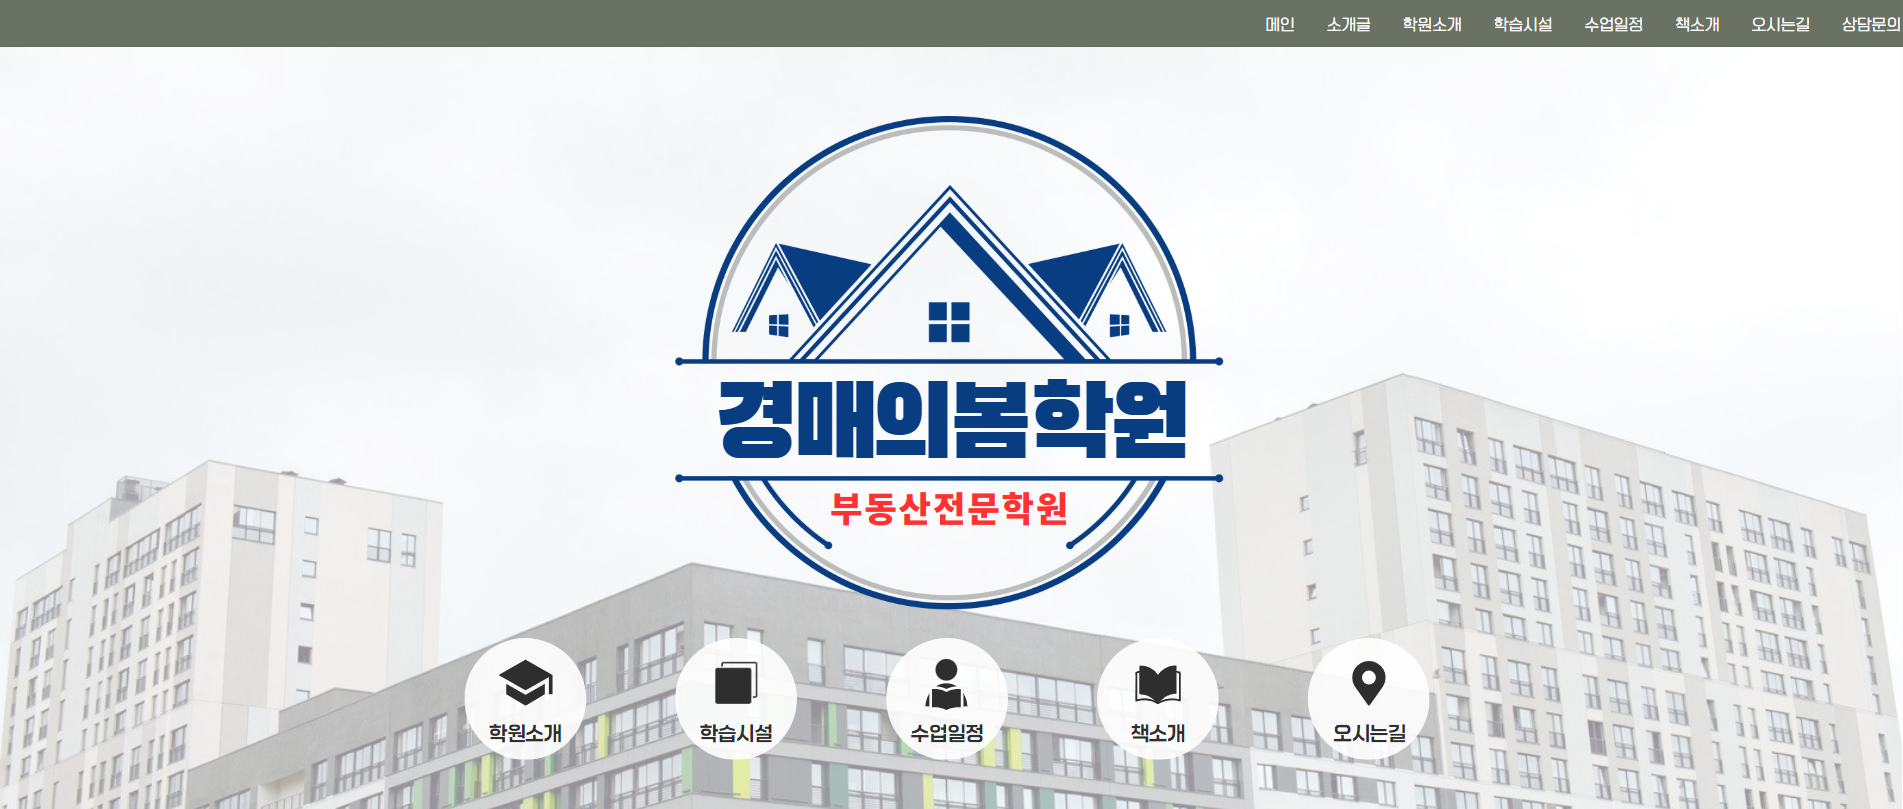 메인 소개글 학원소개 학습시설 수업일정 책소개 오시는길 상담문의
경매의봄학원
부동산전문학원
학원소개 학습시설 수업일정 책소개 오시는길